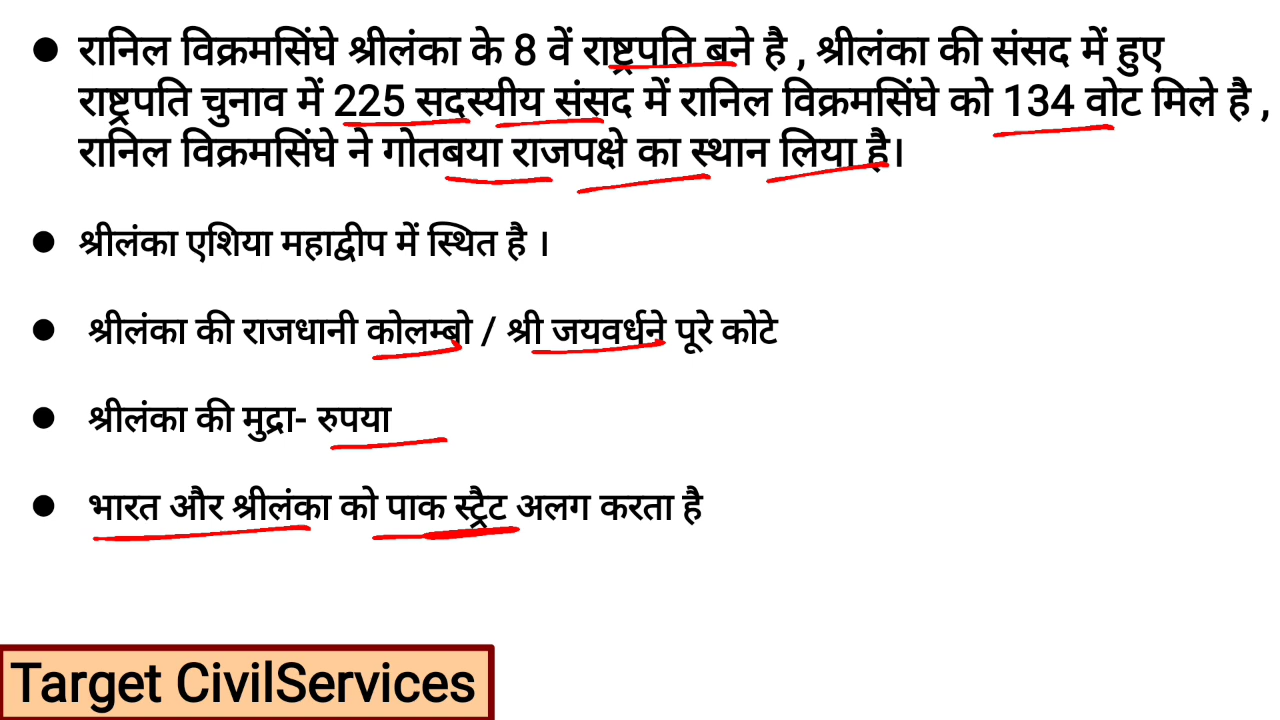 रानिल विक्रमसिंघे श्रीलंका के 8 वें राष्ट्रपति बने है , श्रीलंका की संसद में हुए
राष्ट्रपति चुनाव में 225 सदस्यीय संसद में रानिल विक्रमसिंघे को 134 वोट मिले है ,
रानिल विक्रमसिंघे ने गोतबया राजपक्षे का स्थान लिया है।
श्रीलंका एशिया महाद्वीप में स्थित है ।
श्रीलंका की राजधानी कोलम्बो / श्री जयवर्धने पूरे कोटे
श्रीलंका की मुद्रा- रुपया
भारत और श्रीलंका को पाक स्ट्रैट अलग करता है
Target CivilServices